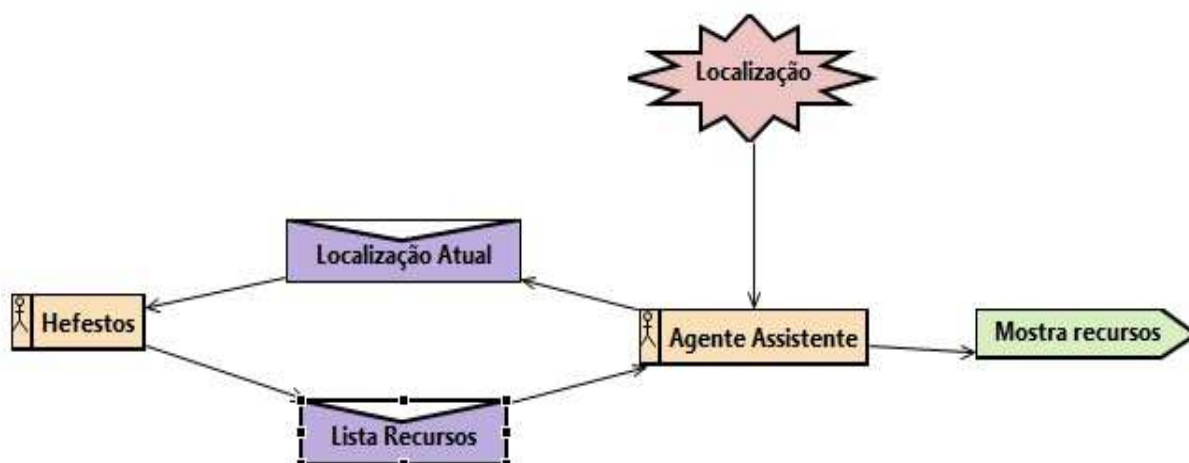 Localização
Localização Atual
Hefestos
Agente Assistente
Mostra recursos
Lista Recursos